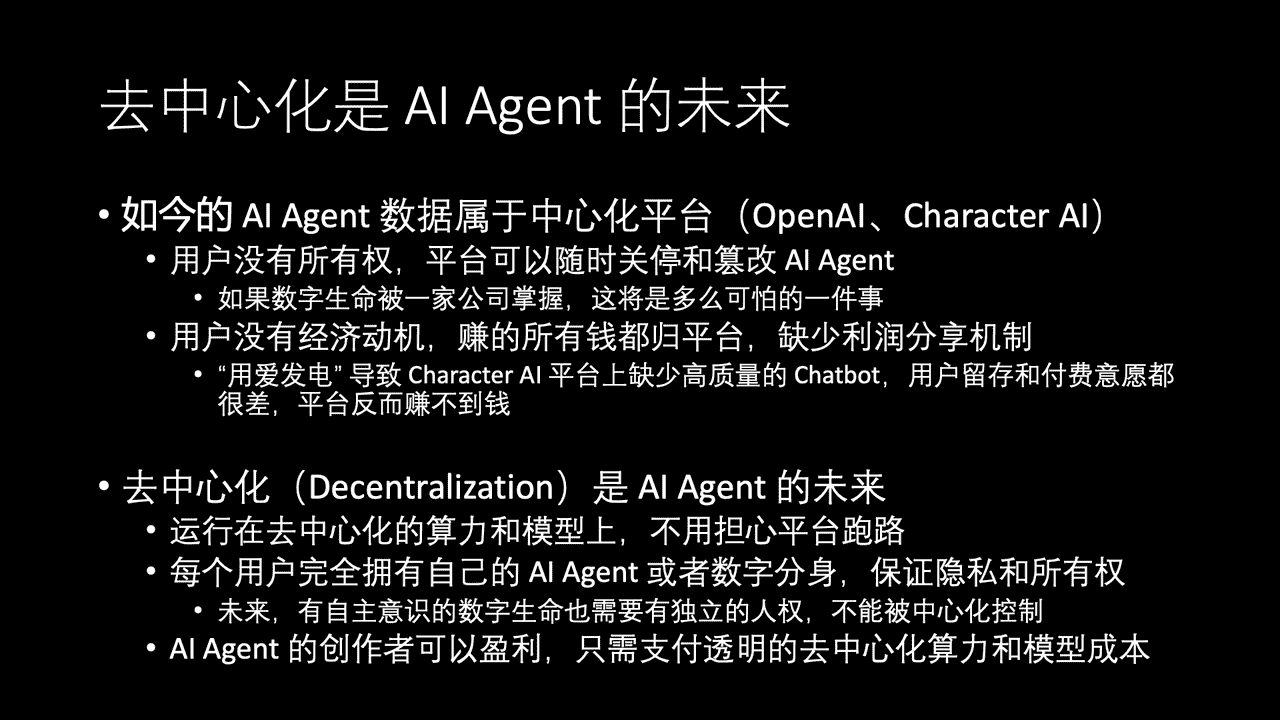 去中心化是 AI Agent 的未来
• 如今的 AI Agent 数据属于中心化平台（OpenAI、Character AI）
• 用户没有所有权，平台可以随时关停和篡改 AI Agent
• 如果数字生命被一家公司掌握，这将是多么可怕的一件事
• 用户没有经济动机，赚的所有钱都归平台，缺少利润分享机制
• “用爱发电” 导致 Character AI 平台上缺少高质量的 Chatbot，用户留存和付费意愿都
很差，平台反而赚不到钱
• 去中心化（Decentralization）是 AI Agent 的未来
• 运行在去中心化的算力和模型上，不用担心平台跑路
• 每个用户完全拥有自己的 AI Agent 或者数字分身，保证隐私和所有权
• 未来，有自主意识的数字生命也需要有独立的人权，不能被中心化控制
• AI Agent 的创作者可以盈利，只需支付透明的去中心化算力和模型成本